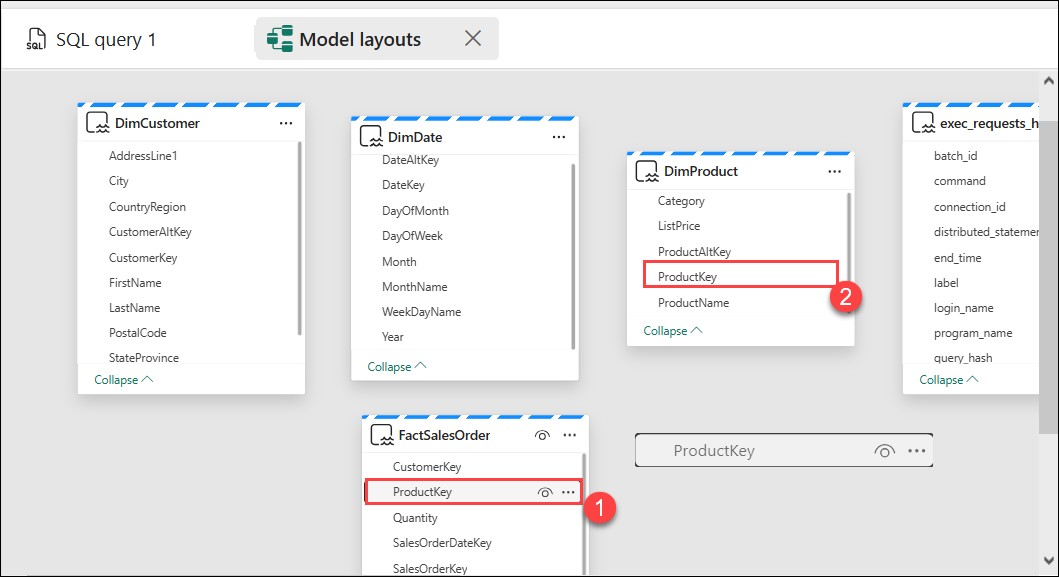 SQL
SQL query 1
Model layouts
DimCustomer
AddressLine1
City
CountryRegion
CustomerAltKey
CustomerKey
FirstName
LastName
PostalCode
StateProvince
Collapse
DimDate
DateAltKey
DateKey
DayOfMonth
DayOfWeek
Month
MonthName
WeekDayName
Year
Collapse
DimProduct
Category
ListPrice
ProductAltKey
ProductKey
2
ProductName
Collapse
exec_requests_h
batch_id
command
connection_id
distributed_statemen
end_time
label
login_name
program_name
query_hash
Collapse
FactSalesOrder
CustomerKey
ProductKey
1
Quantity
SalesOrderDateKey
SalesOrderKey
ProductKey